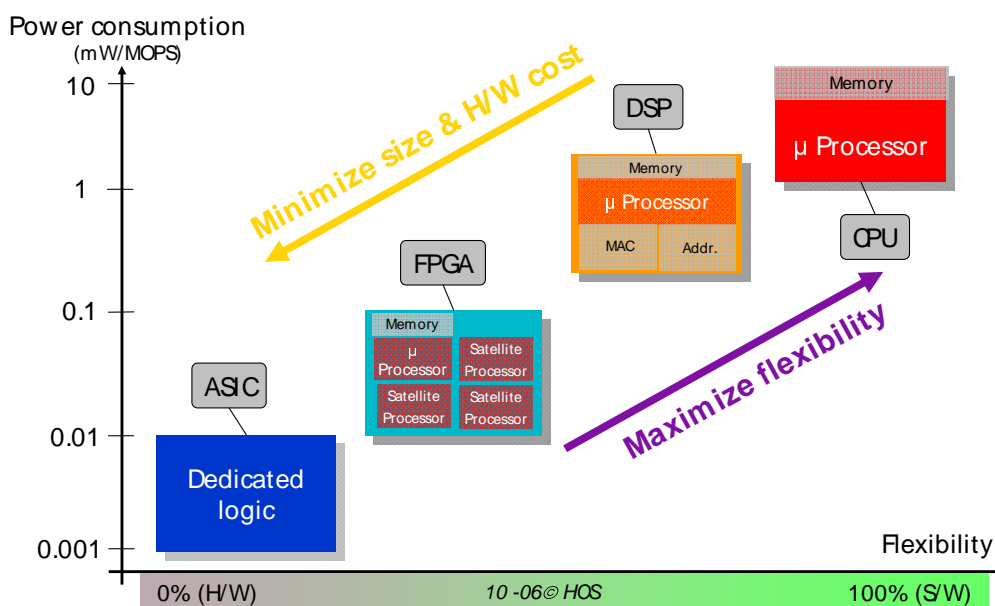 Power consumption
(mW/MOPS)
10
1
0.1
0.01
0.001
Minimize size & H/W cost
Maximize flexibility
ASIC
Dedicated
logic
FPGA
Memory
µ
Processor
Satellite
Processor
Satellite
Processor
Satellite
Processor
DSP
Memory
µ Processor
MAC
Addr.
Memory
µ Processor
CPU
Flexibility
0% (H/W)
10 -06© HOS
100% (S/W)